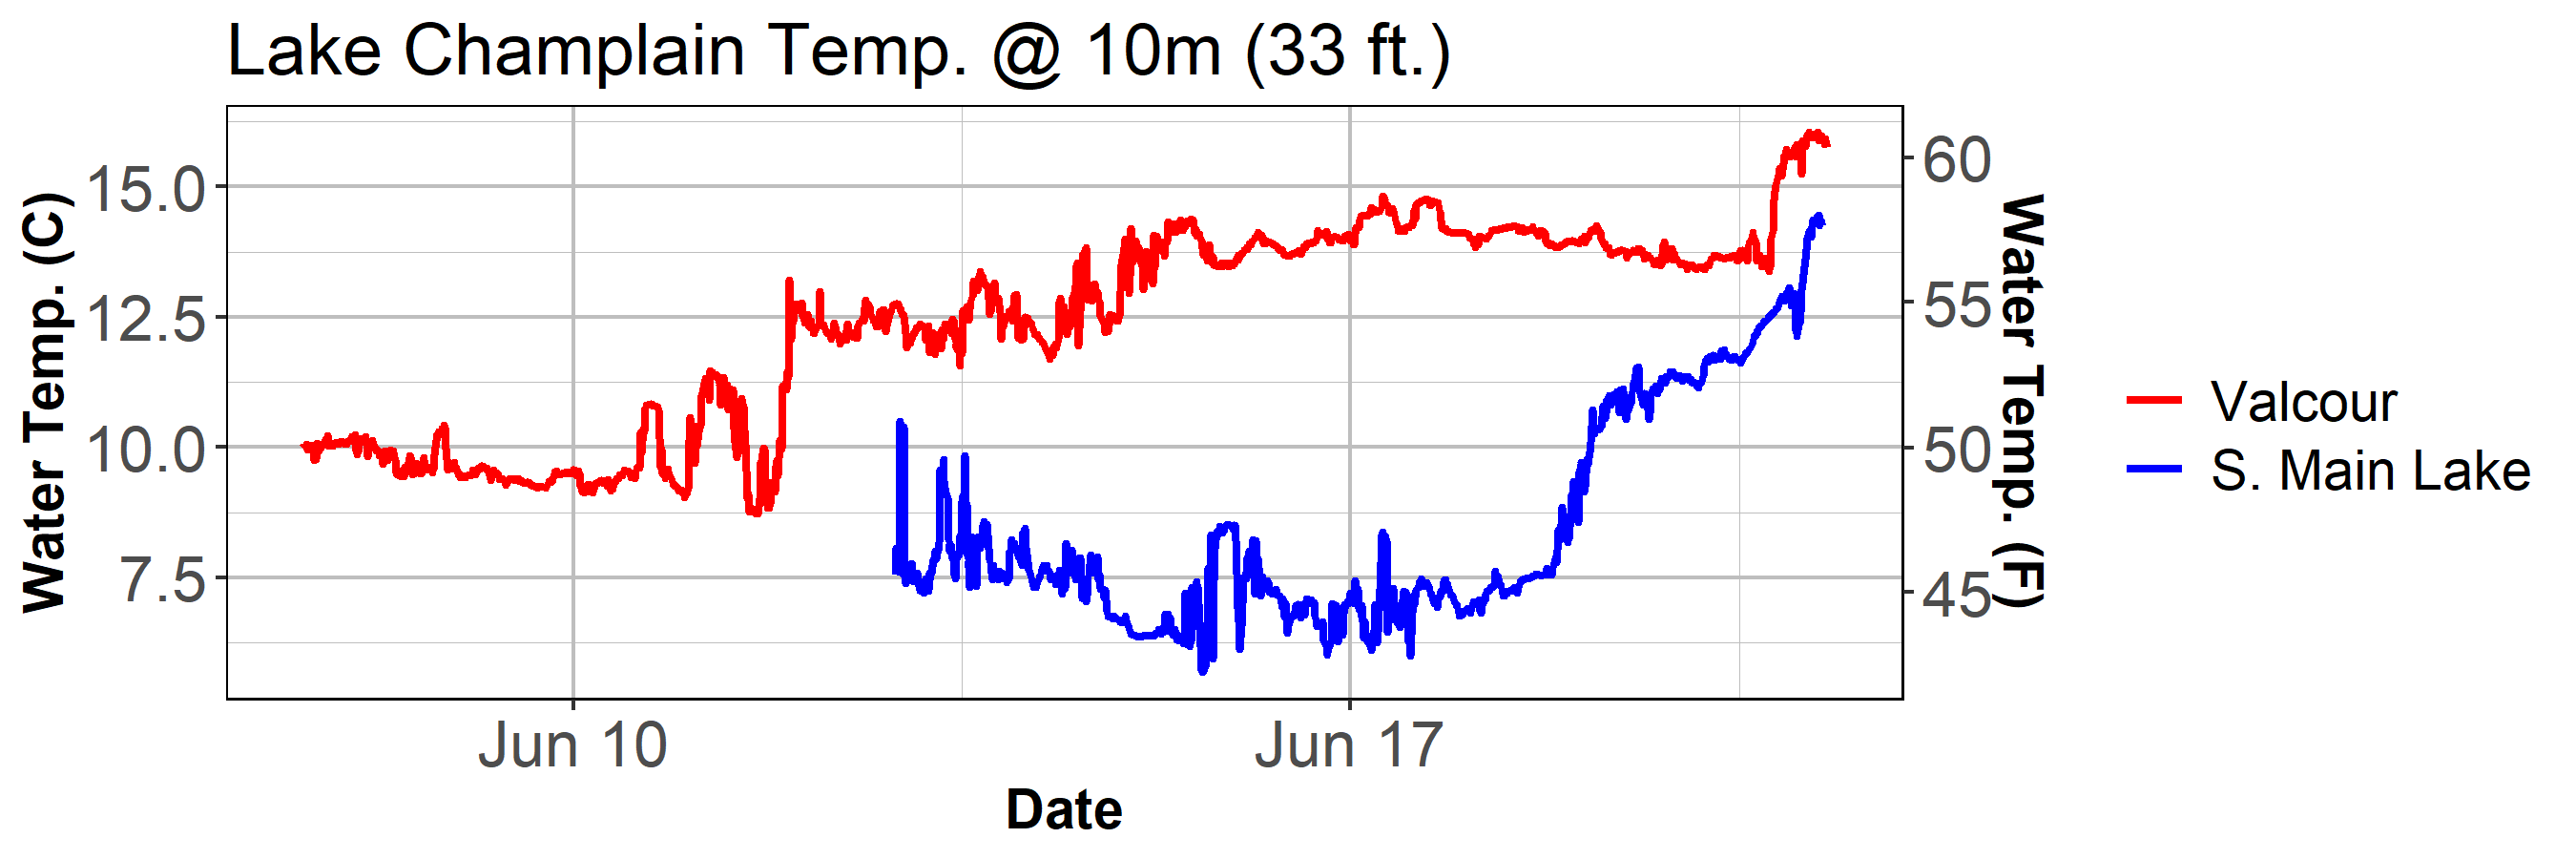 Lake Champlain Temp. @ 10m (33 ft.)
Water Temp. (C)
15.0
12.5
10.0
7.5
60
55
50
45
Water Temp. (F)
Jun 10
Jun 17
Date
Valcour
S. Main Lake